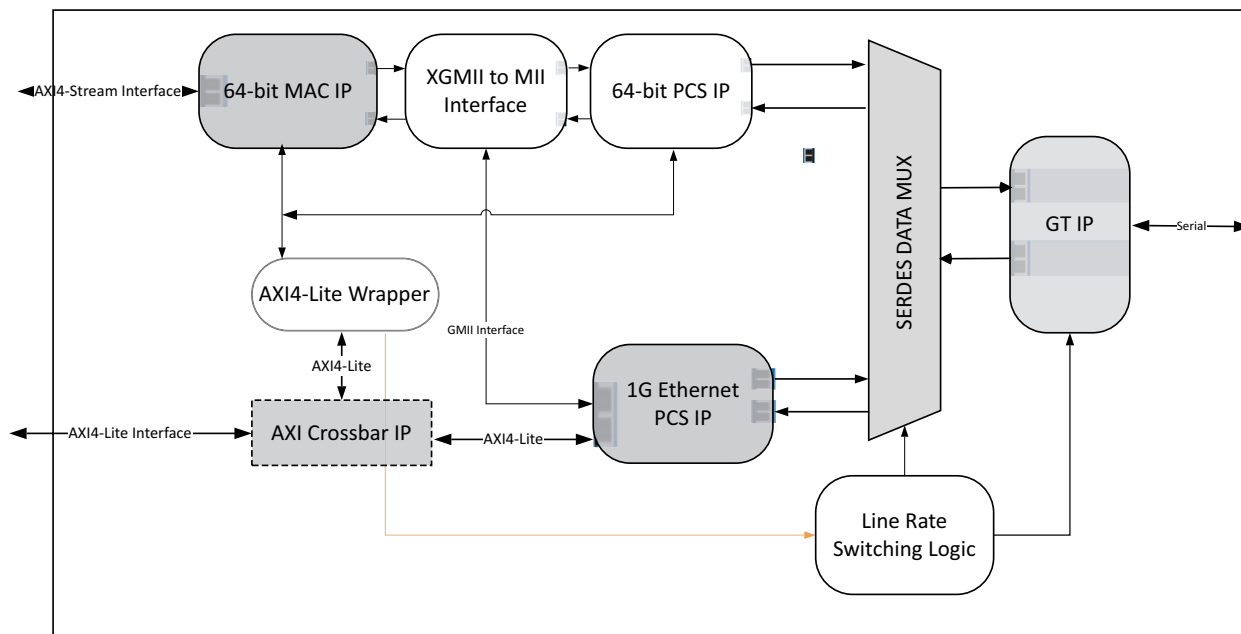 64-bit MAC IP
XGMII to MII
Interface
64-bit PCS IP
AXI4-Stream Interface
SERDES DATA MUX
GT IP
Serial
AXI4-Lite Wrapper
GMII Interface
AXI4-Lite
1G Ethernet
PCS IP
AXI4-Lite Interface
AXI Crossbar IP
AXI4-Lite
Line Rate
Switching Logic